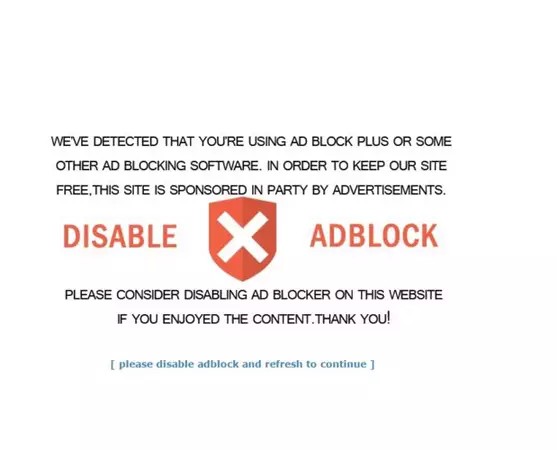 WE'VE DETECTED THAT YOU'RE USING AD BLOCK PLUS OR SOME
OTHER AD BLOCKING SOFTWARE. IN ORDER TO KEEP OUR SITE
FREE,THIS SITE IS SPONSORED IN PARTY BY ADVERTISEMENTS.
DISABLE ADBLOCK
PLEASE CONSIDER DISABLING AD BLOCKER ON THIS WEBSITE
IF YOU ENJOYED THE CONTENT.THANK YOU!
[ please disable adblock and refresh to continue ]